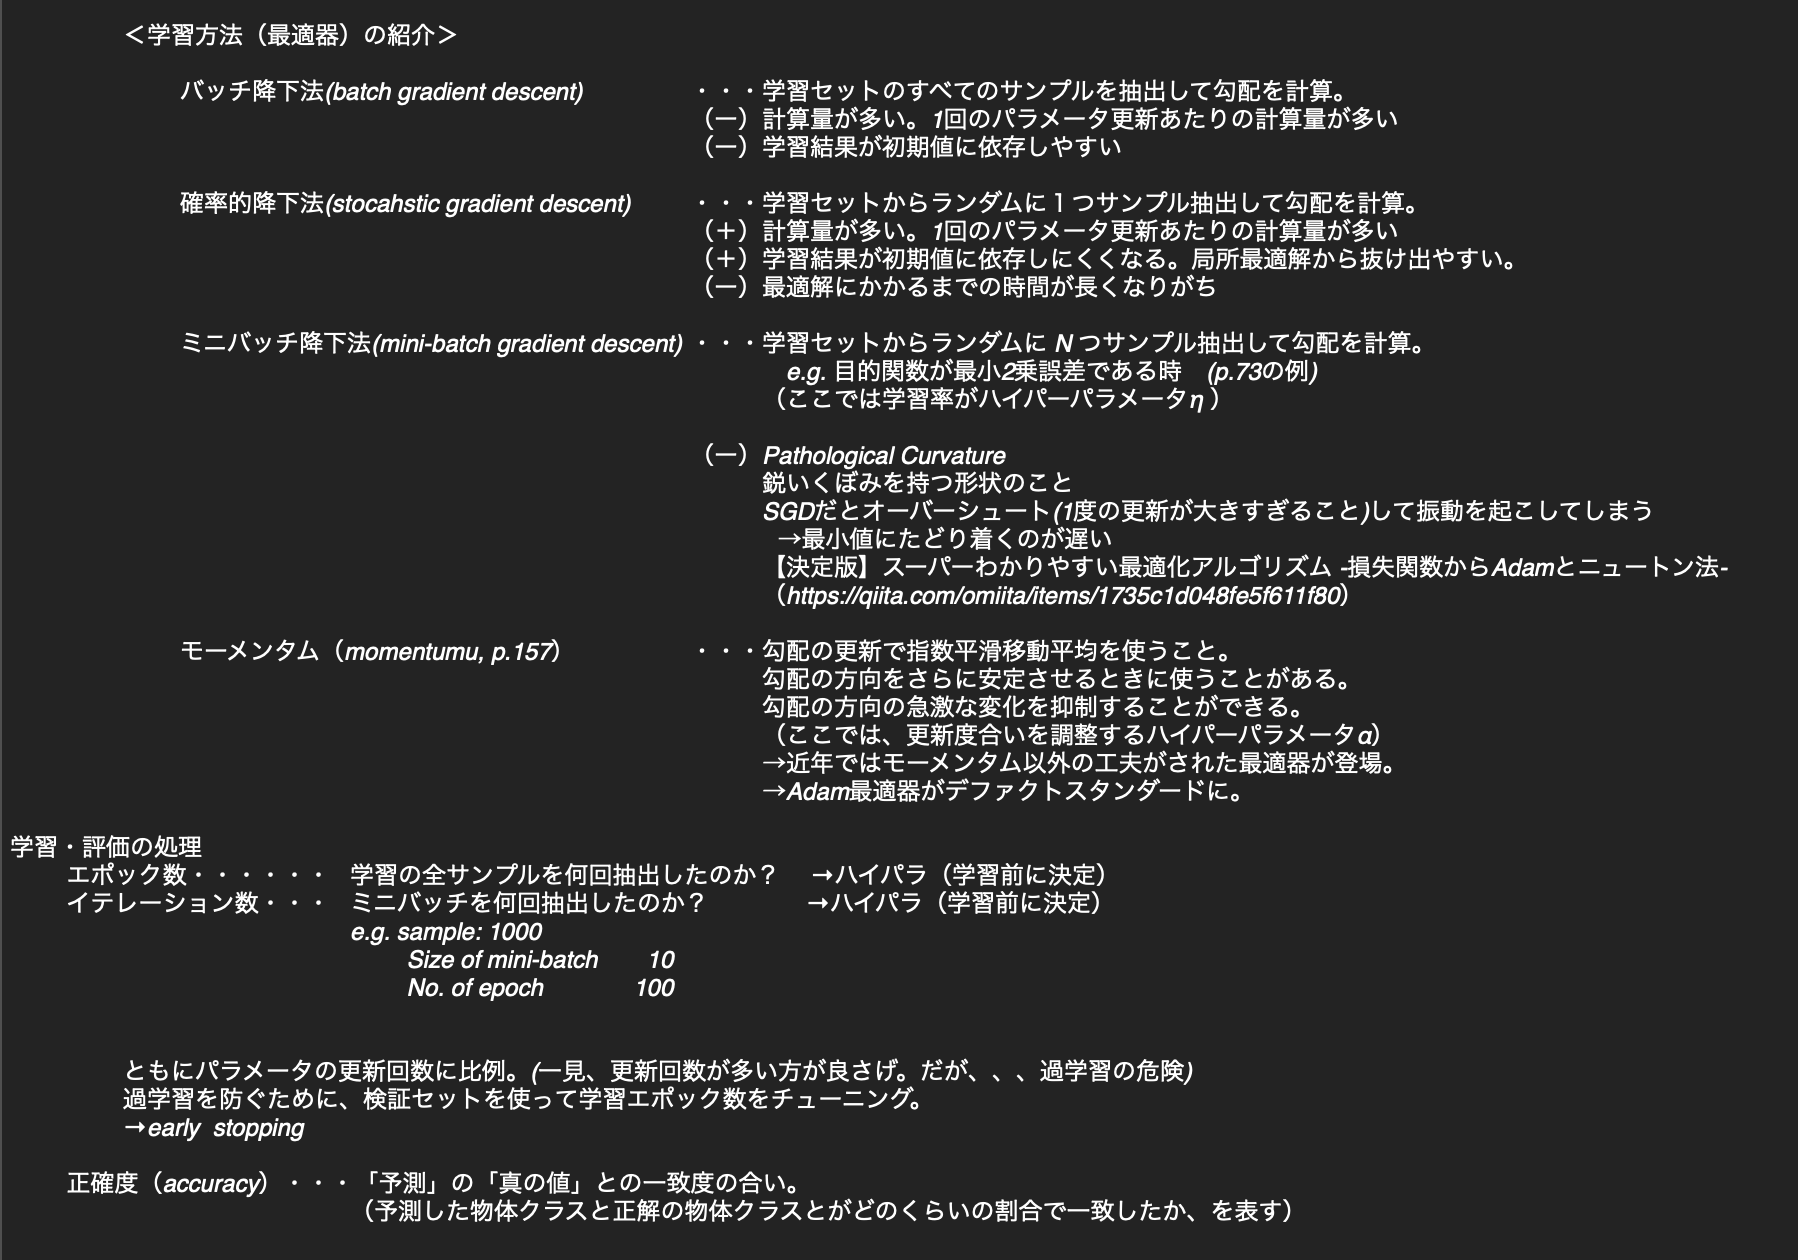 ＜学習方法（最適器）の紹介＞
バッチ降下法(batch gradient descent) ・・・学習セットのすべてのサンプルを抽出して勾配を計算。
（ー）計算量が多い。1回のパラメータ更新あたりの計算量が多い
（ー）学習結果が初期値に依存しやすい
確率的降下法(stocahstic gradient descent) ・・・学習セットからランダムに１つサンプル抽出して勾配を計算。
（＋）計算量が多い。1回のパラメータ更新あたりの計算量が多い
（＋）学習結果が初期値に依存しにくくなる。局所最適解から抜け出やすい。
（ー）最適解にかかるまでの時間が長くなりがち
ミニバッチ降下法(mini-batch gradient descent) ・・・学習セットからランダムに N つサンプル抽出して勾配を計算。
e.g. 目的関数が最小2乗誤差である時　(p.73の例)
（ここでは学習率がハイパーパラメータη ）
（ー）Pathological Curvature
鋭いくぼみを持つ形状のこと
SGDだとオーバーシュート(1度の更新が大きすぎること)して振動を起こしてしまう
→最小値にたどり着くのが遅い
【決定版】スーパーわかりやすい最適化アルゴリズム -損失関数からAdamとニュートン法-
（https://qiita.com/omiita/items/1735c1d048fe5f611f80）
モーメンタム（momentumu, p.157） ・・・勾配の更新で指数平滑移動平均を使うこと。
勾配の方向をさらに安定させるときに使うことがある。
勾配の方向の急激な変化を抑制することができる。
（ここでは、更新度合いを調整するハイパーパラメータα）
→近年ではモーメンタム以外の工夫がされた最適器が登場。
→Adam最適器がデファクトスタンダードに。
学習・評価の処理
エポック数・・・・・・ 学習の全サンプルを何回抽出したのか？ →ハイパラ（学習前に決定）
イテレーション数・・・ ミニバッチを何回抽出したのか？ →ハイパラ（学習前に決定）
e.g. sample: 1000
Size of mini-batch 10
No. of epoch 100
ともにパラメータの更新回数に比例。(一見、更新回数が多い方が良さげ。だが、、、過学習の危険)
過学習を防ぐために、検証セットを使って学習エポック数をチューニング。
→early stopping
正確度（accuracy）・・・「予測」の「真の値」との一致度の合い。
（予測した物体クラスと正解の物体クラスとがどのくらいの割合で一致したか、を表す）